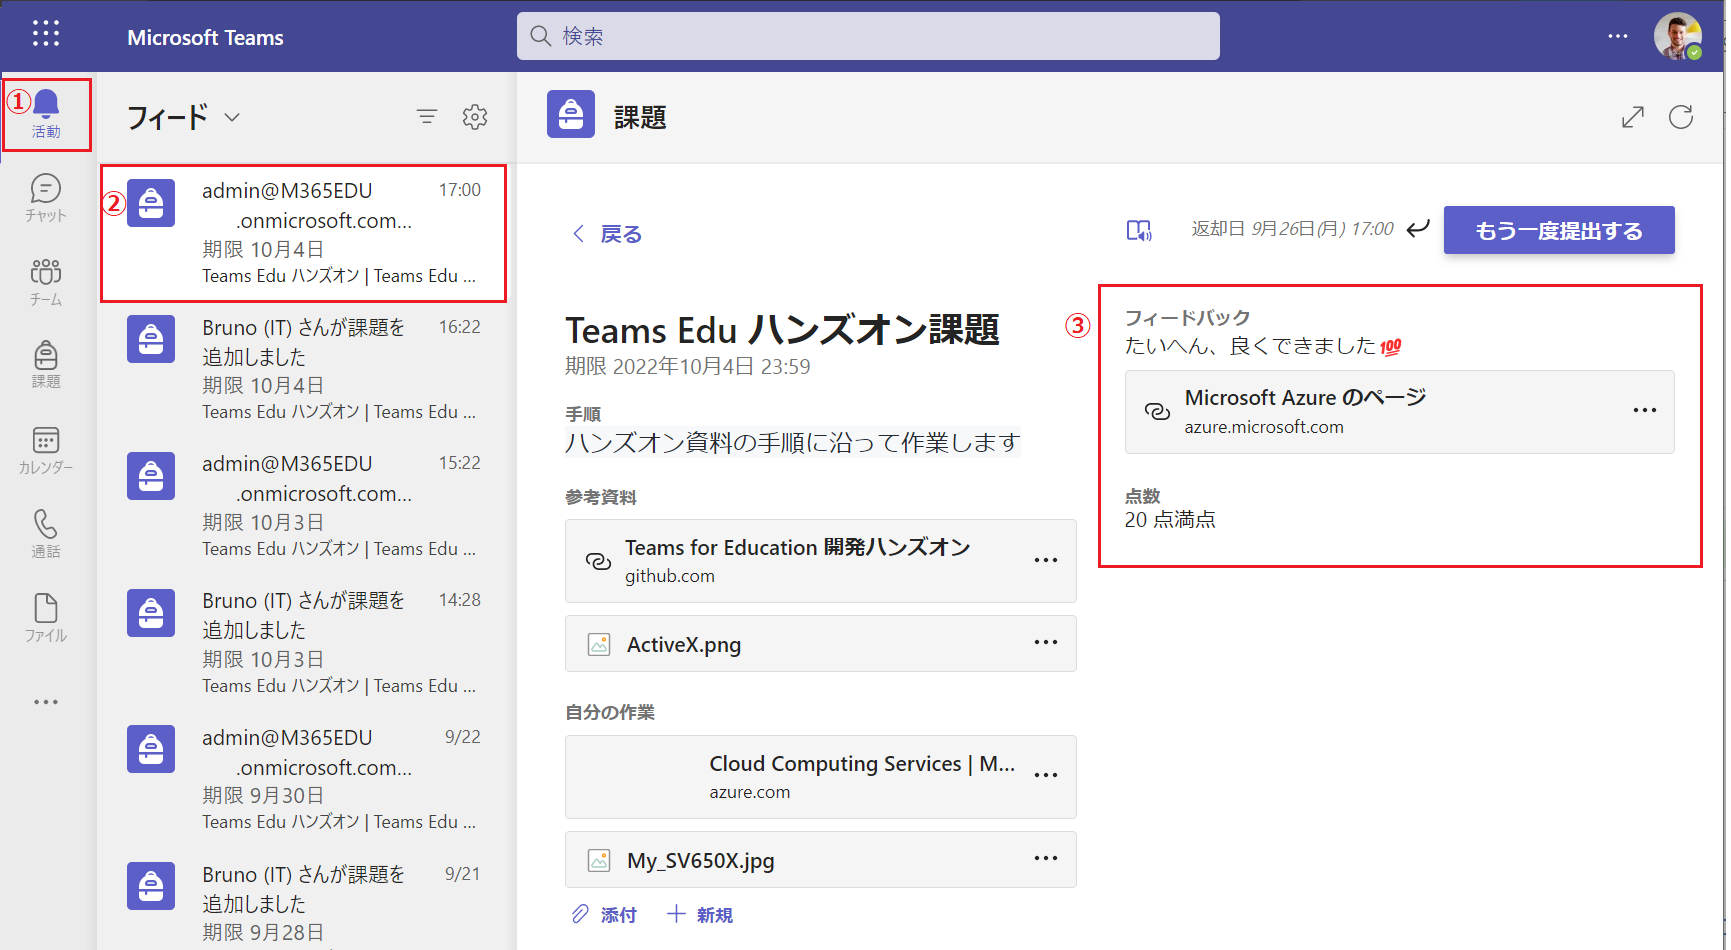 Microsoft Teams
検索
①
活動
チャット
チーム
課題
カレンダー
通話
ファイル
フィード
②
admin@M365EDU 17:00
.onmicrosoft.com...
期限 10月4日
Teams Edu ハンズオン | Teams Edu ...
Bruno (IT) さんが課題を 16:22
追加しました
期限 10月4日
Teams Edu ハンズオン | Teams Edu ...
admin@M365EDU 15:22
.onmicrosoft.com...
期限 10月3日
Teams Edu ハンズオン | Teams Edu ...
Bruno (IT) さんが課題を 14:28
追加しました
期限 10月3日
Teams Edu ハンズオン | Teams Edu ...
admin@M365EDU 9/22
.onmicrosoft.com...
期限 9月30日
Teams Edu ハンズオン | Teams Edu ...
Bruno (IT) さんが課題を 9/21
追加しました
期限 9月28日
課題
戻る
返却日 9月26日(月) 17:00
もう一度提出する
Teams Edu ハンズオン課題
期限 2022年10月4日 23:59
手順
ハンズオン資料の手順に沿って作業します
参考資料
Teams for Education 開発ハンズオン
github.com
ActiveX.png
自分の作業
Cloud Computing Services | M...
azure.com
My_SV650X.jpg
添付
新規
③
フィードバック
たいへん、良くできました💯
Microsoft Azure のページ
azure.microsoft.com
点数
20 点満点